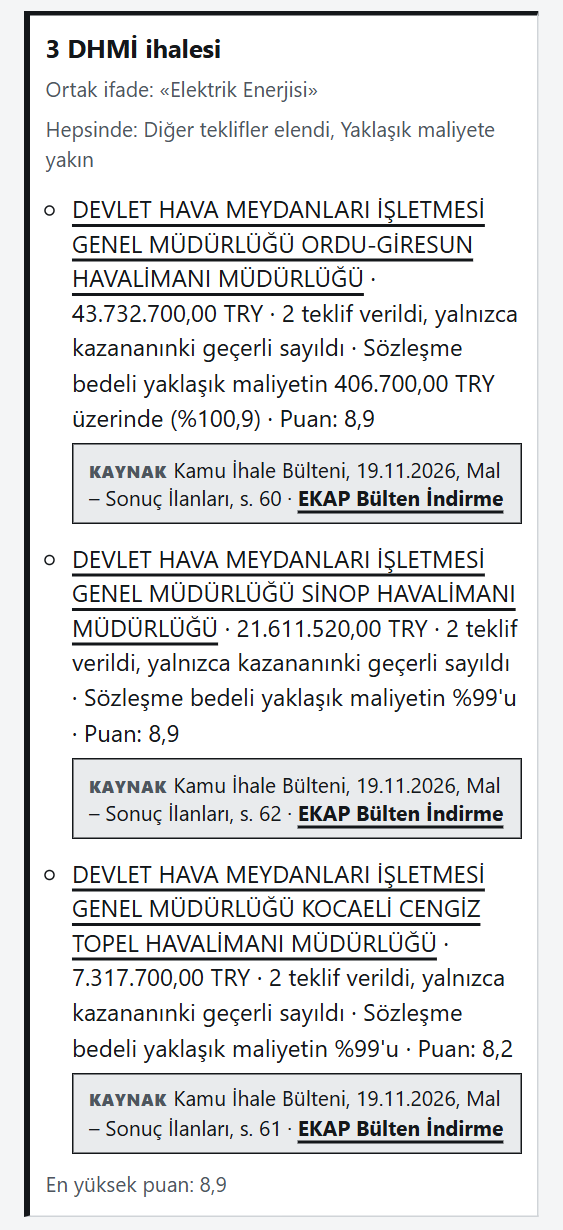 3 DHMİ ihalesi
Ortak ifade: «Elektrik Enerjisi»
Hepsinde: Diğer teklifler elendi, Yaklaşık maliyete
yakın
DEVLET HAVA MEYDANLARI İŞLETMESİ
GENEL MÜDÜRLÜĞÜ ORDU-GİRESUN
HAVALİMANI MÜDÜRLÜĞÜ ·
43.732.700,00 TRY · 2 teklif verildi, yalnızca
kazananınki geçerli sayıldı · Sözleşme
bedeli yaklaşık maliyetin 406.700,00 TRY
üzerinde (%100,9) · Puan: 8,9
KAYNAK Kamu İhale Bülteni, 19.11.2026, Mal
– Sonuç İlanları, s. 60 · EKAP Bülten İndirme
DEVLET HAVA MEYDANLARI İŞLETMESİ
GENEL MÜDÜRLÜĞÜ SİNOP HAVALİMANI
MÜDÜRLÜĞÜ · 21.611.520,00 TRY · 2 teklif
verildi, yalnızca kazananınki geçerli sayıldı
· Sözleşme bedeli yaklaşık maliyetin %99'u
· Puan: 8,9
KAYNAK Kamu İhale Bülteni, 19.11.2026, Mal
– Sonuç İlanları, s. 62 · EKAP Bülten İndirme
DEVLET HAVA MEYDANLARI İŞLETMESİ
GENEL MÜDÜRLÜĞÜ KOCAELİ CENGİZ
TOPEL HAVALİMANI MÜDÜRLÜĞÜ ·
7.317.700,00 TRY · 2 teklif verildi, yalnızca
kazananınki geçerli sayıldı · Sözleşme
bedeli yaklaşık maliyetin %99'u · Puan: 8,2
KAYNAK Kamu İhale Bülteni, 19.11.2026, Mal
– Sonuç İlanları, s. 61 · EKAP Bülten İndirme
En yüksek puan: 8,9